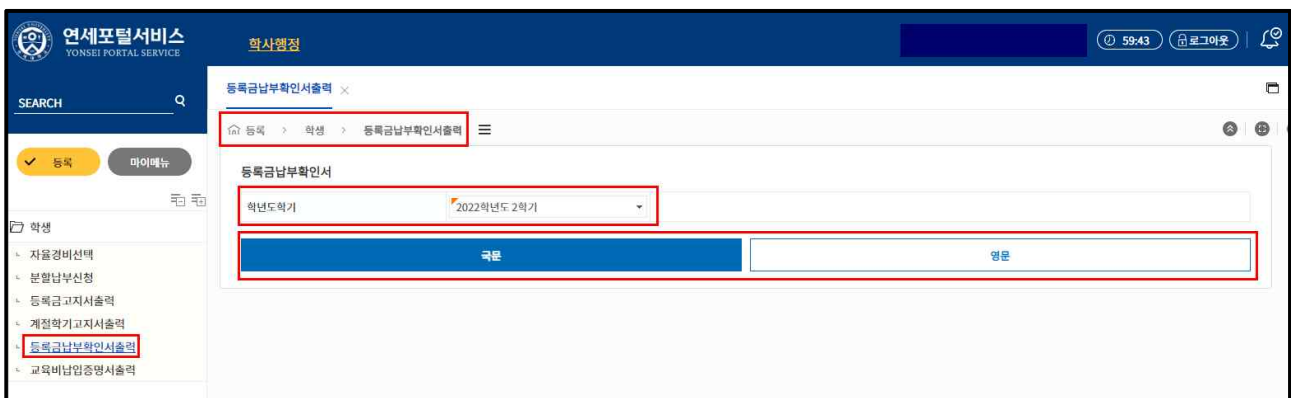 연세포털서비스
YONSEI PORTAL SERVICE
학사행정
59:43
로그아웃
SEARCH
등록금납부확인서출력
등록 > 학생 > 등록금납부확인서출력
등록
마이메뉴
등록금납부확인서
학년도학기
2022학년도 2학기
국문
영문
학생
자율경비선택
분할납부신청
등록금고지서출력
계절학기고지서출력
등록금납부확인서출력
교육비납입증명서출력